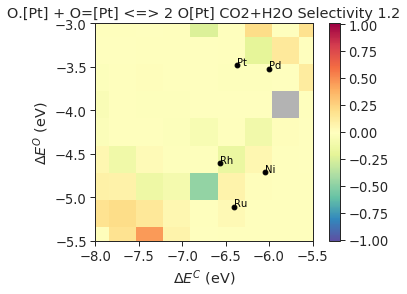 O.[Pt] + O=[Pt] <=> 2 O[Pt] CO2+H2O Selectivity 1.2
−3.0
−3.5
−4.0
−4.5
−5.0
−5.5
ΔE^O (eV)
Pt
Pd
Rh
Ni
Ru
−8.0 −7.5 −7.0 −6.5 −6.0 −5.5
ΔE^C (eV)
1.00
0.75
0.50
0.25
0.00
−0.25
−0.50
−0.75
−1.00